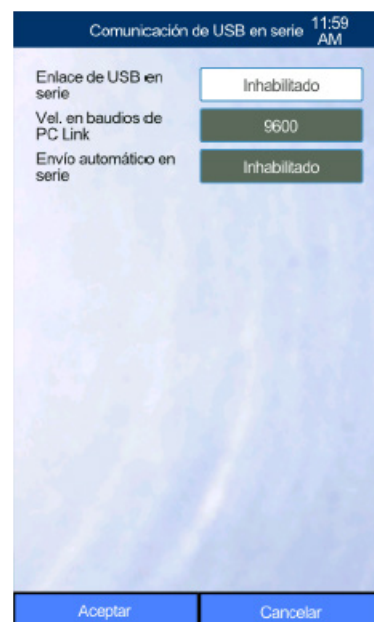 Comunicación de USB en serie 11:59 AM
Enlace de USB en serie
Inhabilitado
Vel. en baudios de PC Link
9600
Envío automático en serie
Inhabilitado
Aceptar
Cancelar